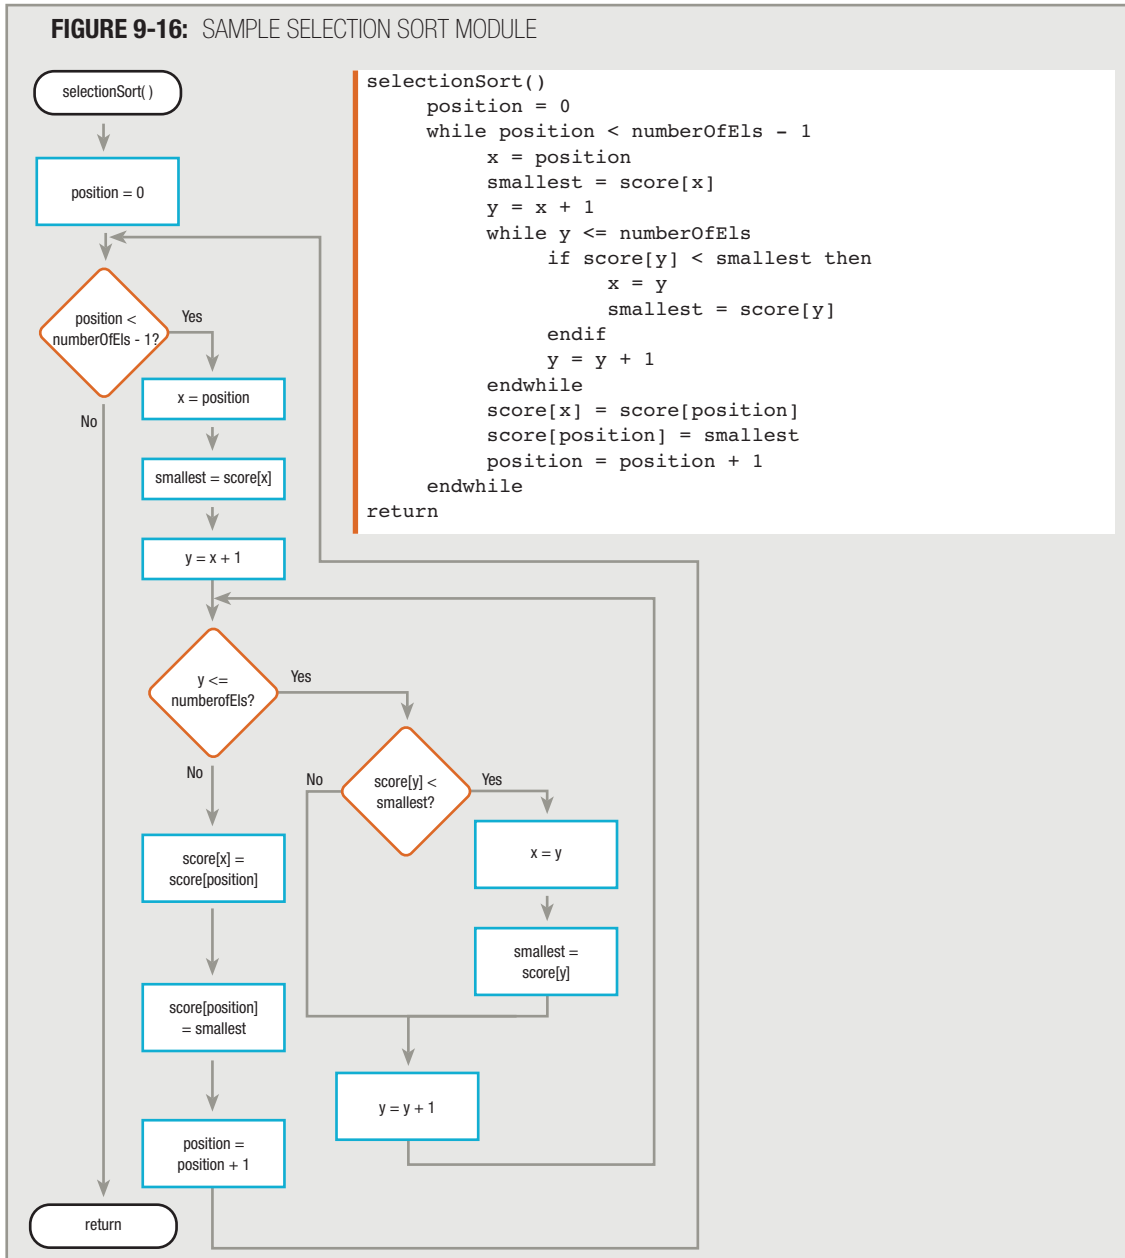 FIGURE 9-16: SAMPLE SELECTION SORT MODULE
selectionSort()
position = 0
while position < numberOfEls - 1
x = position
smallest = score[x]
y = x + 1
while y <= numberOfEls
if score[y] < smallest then
x = y
smallest = score[y]
endif
y = y + 1
endwhile
score[x] = score[position]
score[position] = smallest
position = position + 1
endwhile
return
selectionSort( )
position = 0
position <
numberOfEls - 1?
Yes
No
x = position
smallest = score[x]
y = x + 1
y <=
numberofEls?
Yes
No
score[y] <
smallest?
No
Yes
x = y
smallest =
score[y]
y = y + 1
score[x] =
score[position]
score[position]
= smallest
position =
position + 1
return